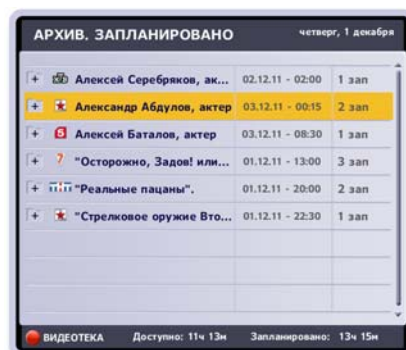 АРХИВ. ЗАПЛАНИРОВАНО четверг, 1 декабря
+ Алексей Серебряков, ак... 02.12.11 - 02:00 1 зап
+ Александр Абдулов, актер 03.12.11 - 00:15 2 зап
+ 5 Алексей Баталов, актер 03.12.11 - 08:30 1 зап
+ 7 "Осторожно, Задов! или... 01.12.11 - 13:00 3 зап
+ ТНТ "Реальные пацаны". 01.12.11 - 20:00 2 зап
+ "Стрелковое оружие Вто... 01.12.11 - 22:30 1 зап
ВИДЕОТЕКА Доступно: 11ч 13м Запланировано: 13ч 15м